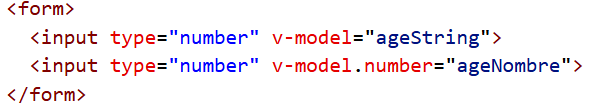 <form>
<input type="number" v-model="ageString">
<input type="number" v-model.number="ageNombre">
</form>